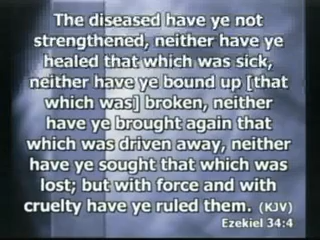 The diseased have ye not
strengthened, neither have ye
healed that which was sick,
neither have ye bound up [that
which was] broken, neither
have ye brought again that
which was driven away, neither
have ye sought that which was
lost; but with force and with
cruelty have ye ruled them. (KJV)
Ezekiel 34:4